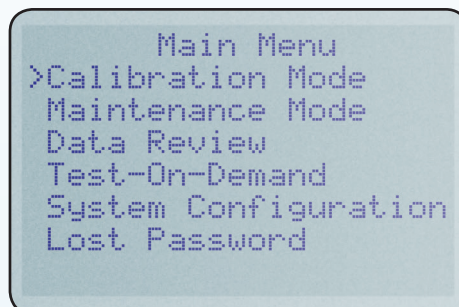 Main Menu
>Calibration Mode
Maintenance Mode
Data Review
Test-On-Demand
System Configuration
Lost Password